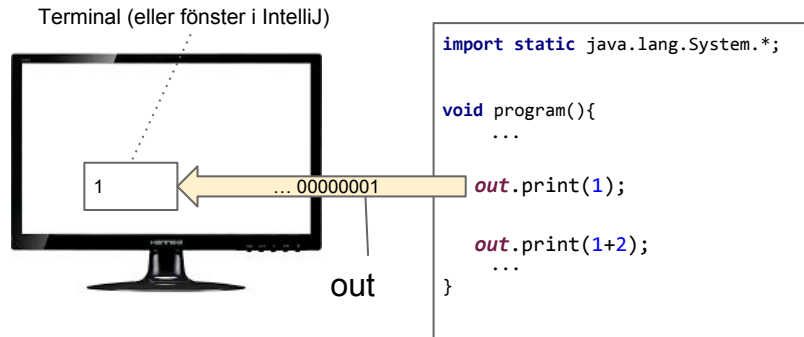 Terminal (eller fönster i IntelliJ)
1
... 00000001
out
import static java.lang.System.*;
void program(){
...
out.print(1);
out.print(1+2);
...
}